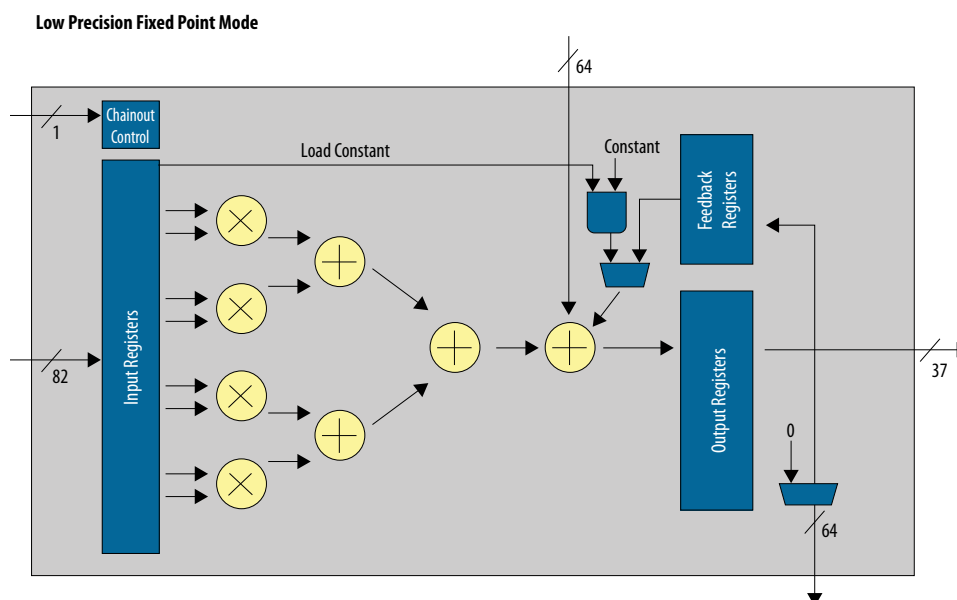 Low Precision Fixed Point Mode
64
1
Chainout
Control
Load Constant
Constant
Feedback
Registers
Input Registers
82
37
Output Registers
0
64